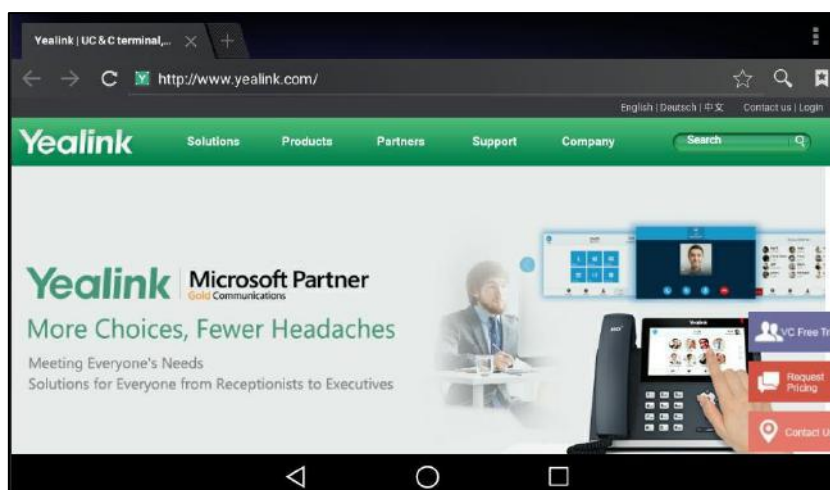 Yealink | UC & C terminal,...
http://www.yealink.com/
English | Deutsch | 中文 Contact us | Login
Yealink Solutions Products Partners Support Company Search
Yealink Microsoft Partner
Gold Communications
More Choices, Fewer Headaches
Meeting Everyone's Needs
Solutions for Everyone from Receptionists to Executives
Yealink
VC Free Tr
Request
Pricing
Contact U